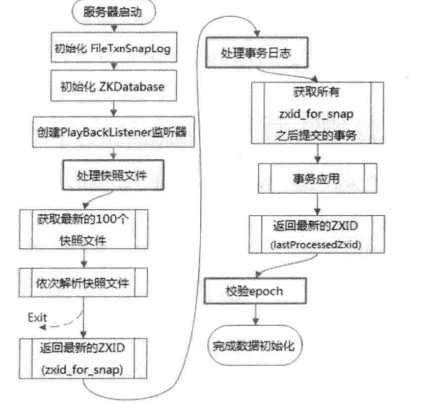 服务器启动
初始化 FileTxnSnapLog
初始化 ZKDatabase
创建PlayBackListener监听器
处理快照文件
获取最新的100个
快照文件
依次解析快照文件
Exit
返回最新的ZXID
(zxid_for_snap)
处理事务日志
获取所有
zxid_for_snap
之后提交的事务
事务应用
返回最新的ZXID
(lastProcessedZxid)
校验epoch
完成数据初始化